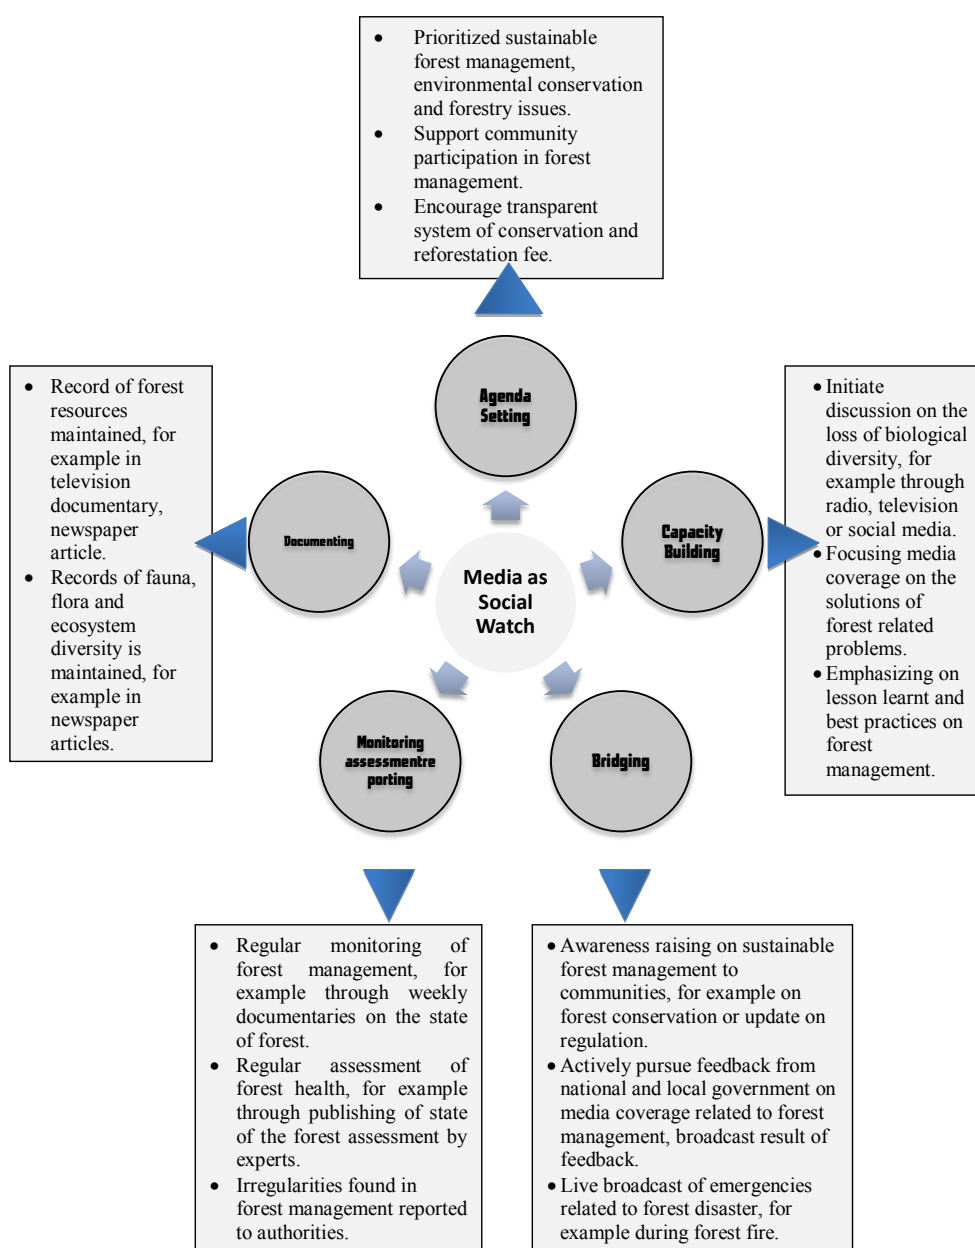 • Prioritized sustainable
forest management,
environmental conservation
and forestry issues.
• Support community
participation in forest
management.
• Encourage transparent
system of conservation and
reforestation fee.
Agenda
Setting
• Record of forest
resources
maintained, for
example in
television
documentary,
newspaper
article.
• Records of fauna,
flora and
ecosystem
diversity is
maintained, for
example in
newspaper
articles.
Documenting
Capacity
Building
• Initiate
discussion on the
loss of biological
diversity, for
example through
radio, television
or social media.
• Focusing media
coverage on the
solutions of
forest related
problems.
• Emphasizing on
lesson learnt and
best practices on
forest
management.
Media as
Social
Watch
Monitoring
assessmentre
porting
Bridging
• Regular monitoring of
forest management, for
example through weekly
documentaries on the state
of forest.
• Regular assessment of
forest health, for example
through publishing of state
of the forest assessment by
experts.
• Irregularities found in
forest management reported
to authorities.
• Awareness raising on sustainable
forest management to
communities, for example on
forest conservation or update on
regulation.
• Actively pursue feedback from
national and local government on
media coverage related to forest
management, broadcast result of
feedback.
• Live broadcast of emergencies
related to forest disaster, for
example during forest fire.